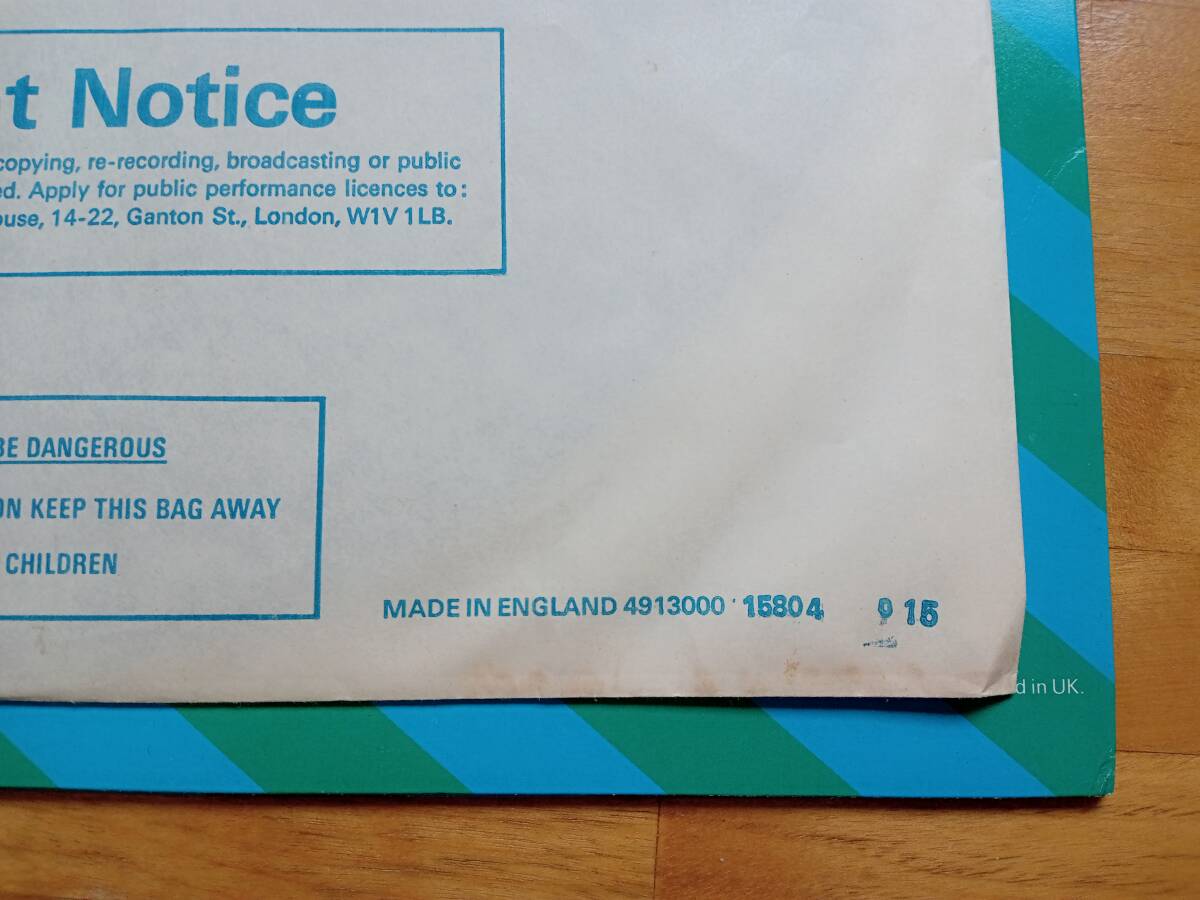 t Notice
copying, re-recording, broadcasting or public
ed. Apply for public performance licences to:
ouse, 14-22, Ganton St., London, W1V 1LB.
BE DANGEROUS
ON KEEP THIS BAG AWAY
CHILDREN
MADE IN ENGLAND 4913000 15804 9 15
d in UK.